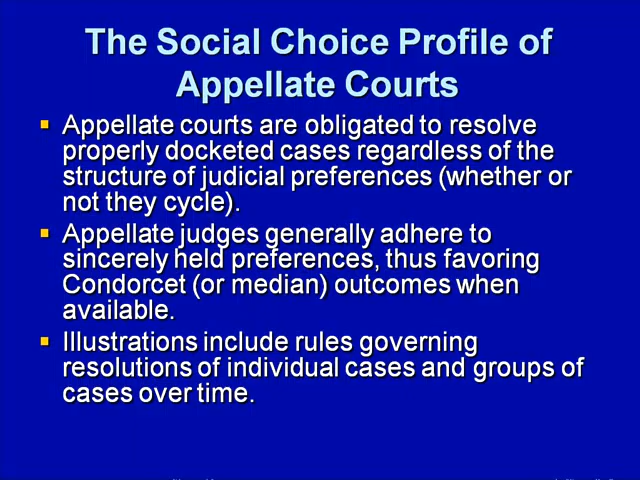 The Social Choice Profile of
Appellate Courts
Appellate courts are obligated to resolve
properly docketed cases regardless of the
structure of judicial preferences (whether or
not they cycle).
Appellate judges generally adhere to
sincerely held preferences, thus favoring
Condorcet (or median) outcomes when
available.
Illustrations include rules governing
resolutions of individual cases and groups of
cases over time.